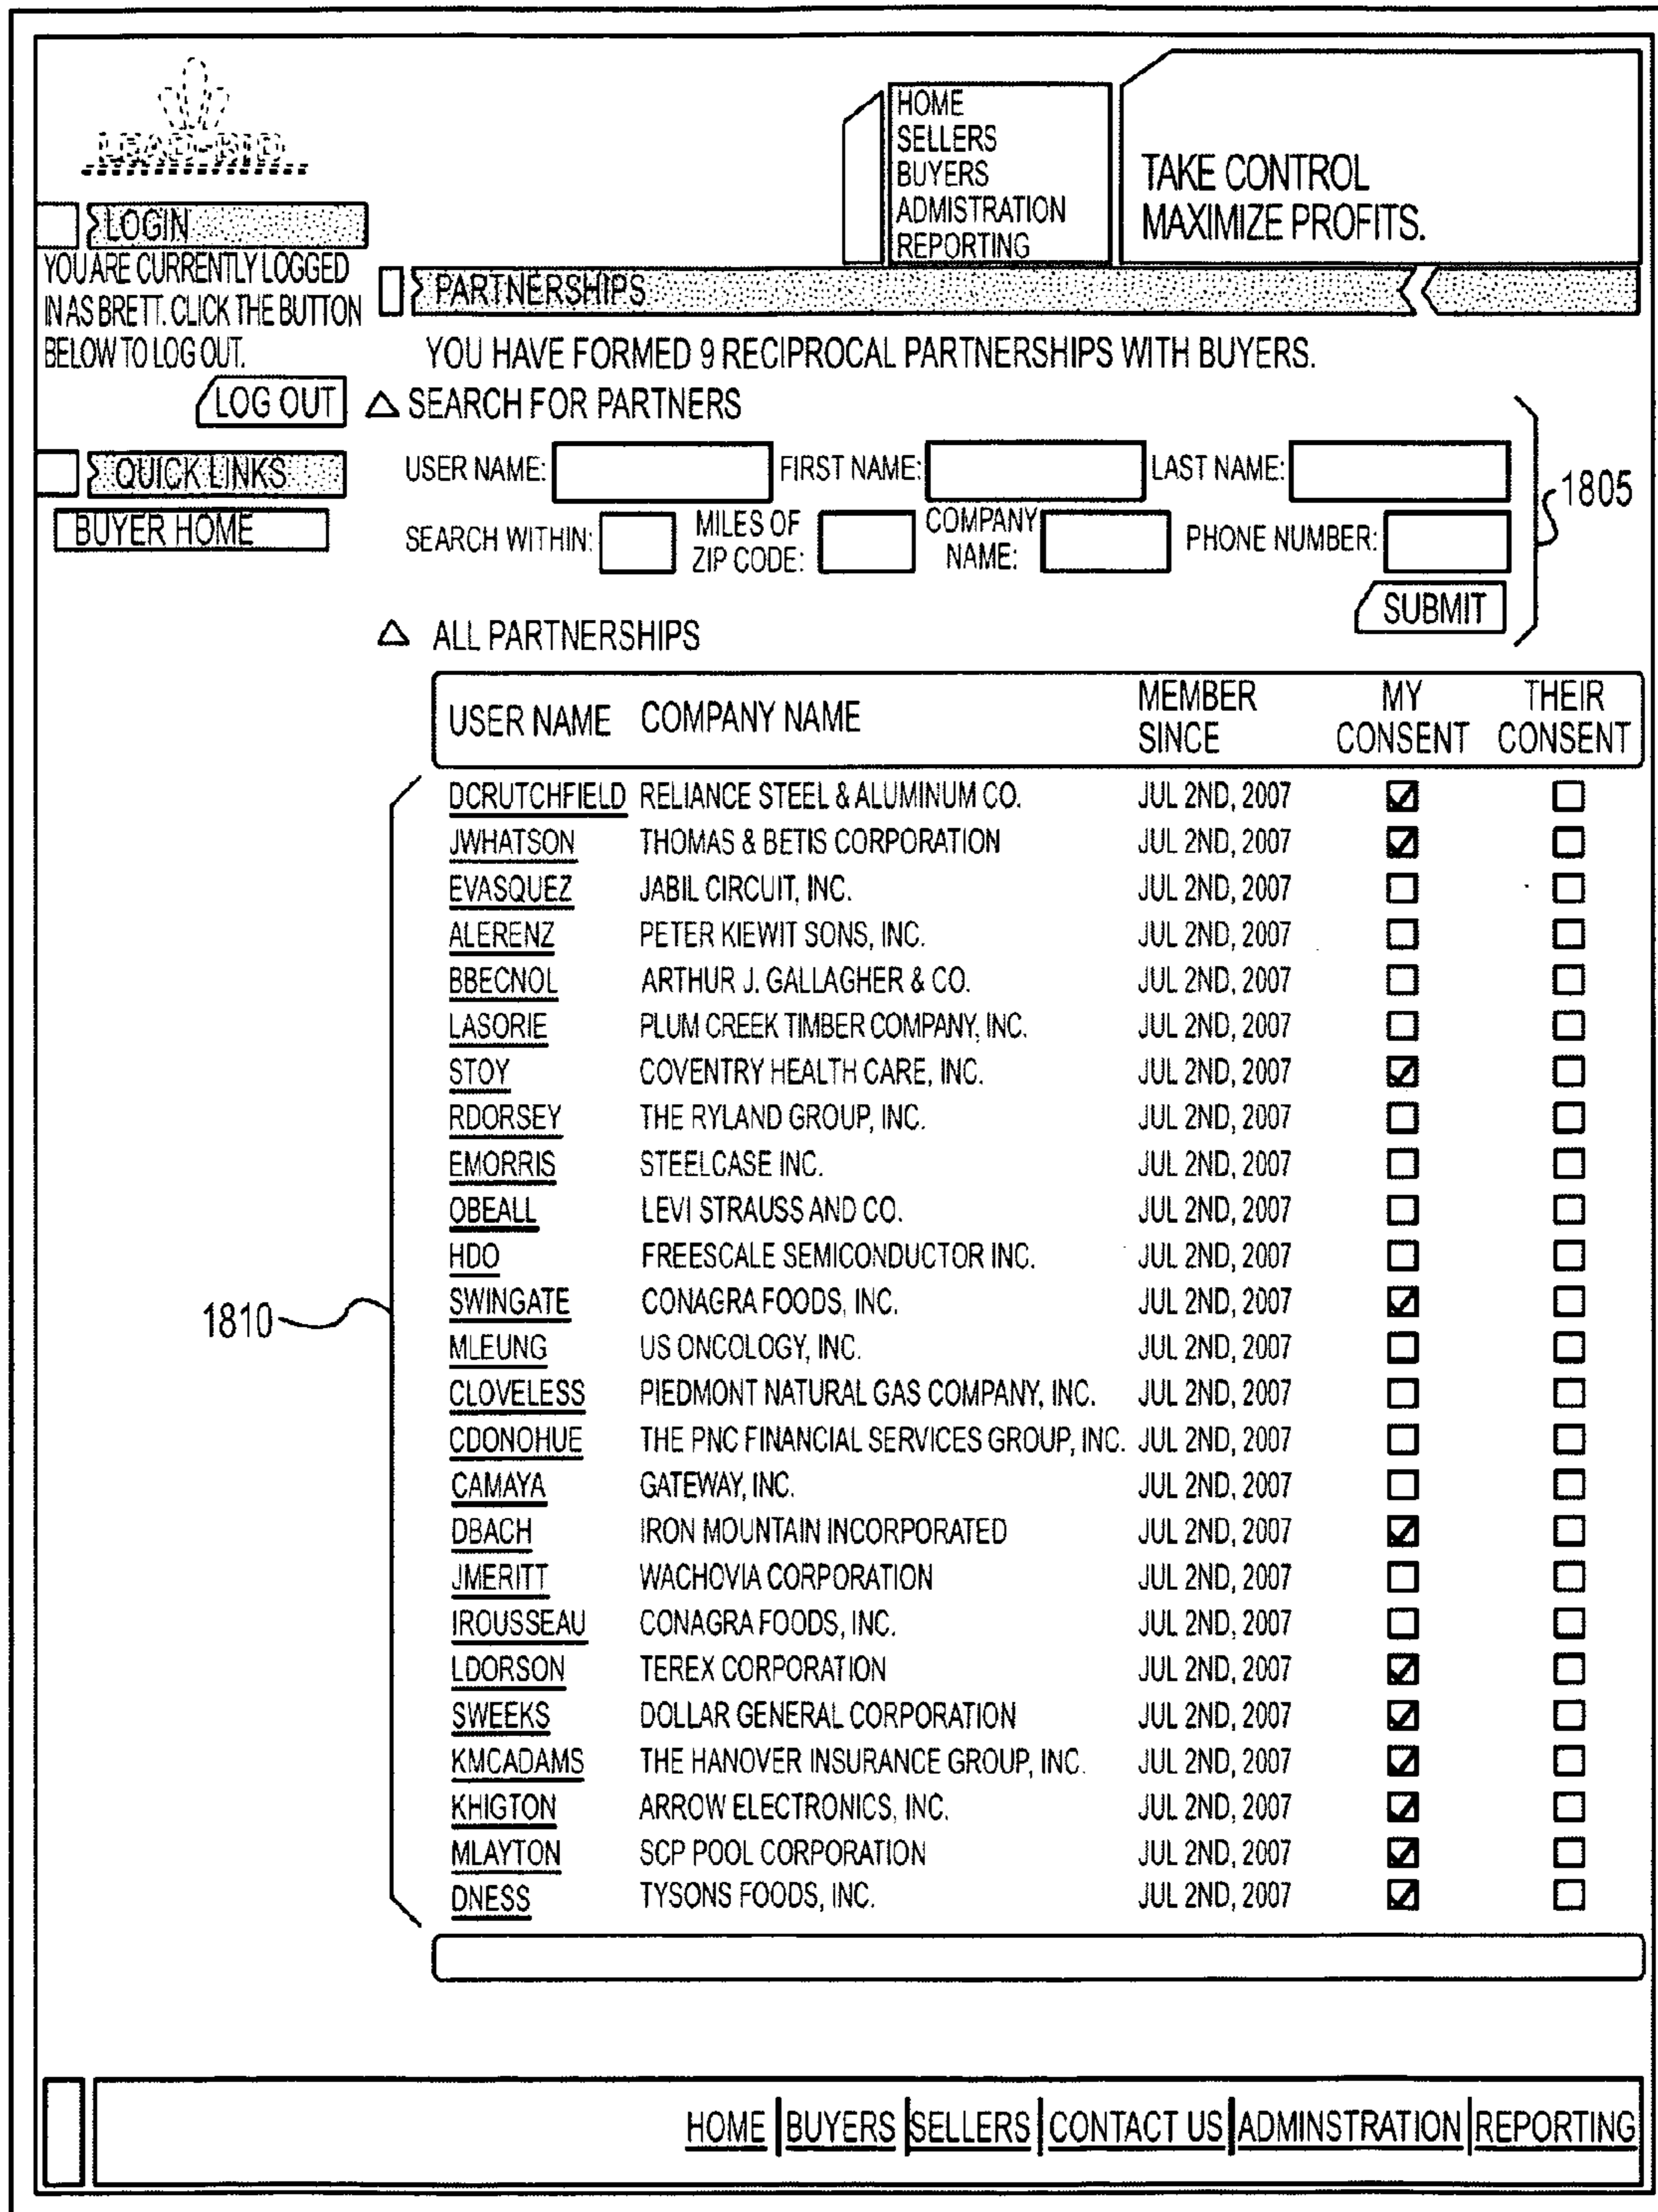 LEAD-BID
HOME
SELLERS
BUYERS
ADMISTRATION
REPORTING
TAKE CONTROL
MAXIMIZE PROFITS.
LOGIN
YOU ARE CURRENTLY LOGGED
IN AS BRETT. CLICK THE BUTTON
BELOW TO LOG OUT.
LOG OUT
QUICK LINKS
BUYER HOME
PARTNERSHIPS
YOU HAVE FORMED 9 RECIPROCAL PARTNERSHIPS WITH BUYERS.
SEARCH FOR PARTNERS
USER NAME: FIRST NAME: LAST NAME:
SEARCH WITHIN: MILES OF ZIP CODE: COMPANY NAME: PHONE NUMBER:
SUBMIT
1805
ALL PARTNERSHIPS
USER NAME COMPANY NAME MEMBER SINCE MY CONSENT THEIR CONSENT
DCRUTCHFIELD RELIANCE STEEL & ALUMINUM CO. JUL 2ND, 2007
JWHATSON THOMAS & BETIS CORPORATION JUL 2ND, 2007
EVASQUEZ JABIL CIRCUIT, INC. JUL 2ND, 2007
ALERENZ PETER KIEWIT SONS, INC. JUL 2ND, 2007
BBECNOL ARTHUR J. GALLAGHER & CO. JUL 2ND, 2007
LASORIE PLUM CREEK TIMBER COMPANY, INC. JUL 2ND, 2007
STOY COVENTRY HEALTH CARE, INC. JUL 2ND, 2007
RDORSEY THE RYLAND GROUP, INC. JUL 2ND, 2007
EMORRIS STEELCASE INC. JUL 2ND, 2007
OBEALL LEVI STRAUSS AND CO. JUL 2ND, 2007
HDO FREESCALE SEMICONDUCTOR INC. JUL 2ND, 2007
SWINGATE CONAGRA FOODS, INC. JUL 2ND, 2007
1810
MLEUNG US ONCOLOGY, INC. JUL 2ND, 2007
CLOVELESS PIEDMONT NATURAL GAS COMPANY, INC. JUL 2ND, 2007
CDONOHUE THE PNC FINANCIAL SERVICES GROUP, INC. JUL 2ND, 2007
CAMAYA GATEWAY, INC. JUL 2ND, 2007
DBACH IRON MOUNTAIN INCORPORATED JUL 2ND, 2007
JMERITT WACHOVIA CORPORATION JUL 2ND, 2007
IROUSSEAU CONAGRA FOODS, INC. JUL 2ND, 2007
LDORSON TEREX CORPORATION JUL 2ND, 2007
SWEEKS DOLLAR GENERAL CORPORATION JUL 2ND, 2007
KMCADAMS THE HANOVER INSURANCE GROUP, INC. JUL 2ND, 2007
KHIGTON ARROW ELECTRONICS, INC. JUL 2ND, 2007
MLAYTON SCP POOL CORPORATION JUL 2ND, 2007
DNESS TYSONS FOODS, INC. JUL 2ND, 2007
HOME BUYERS SELLERS CONTACT US ADMINSTRATION REPORTING